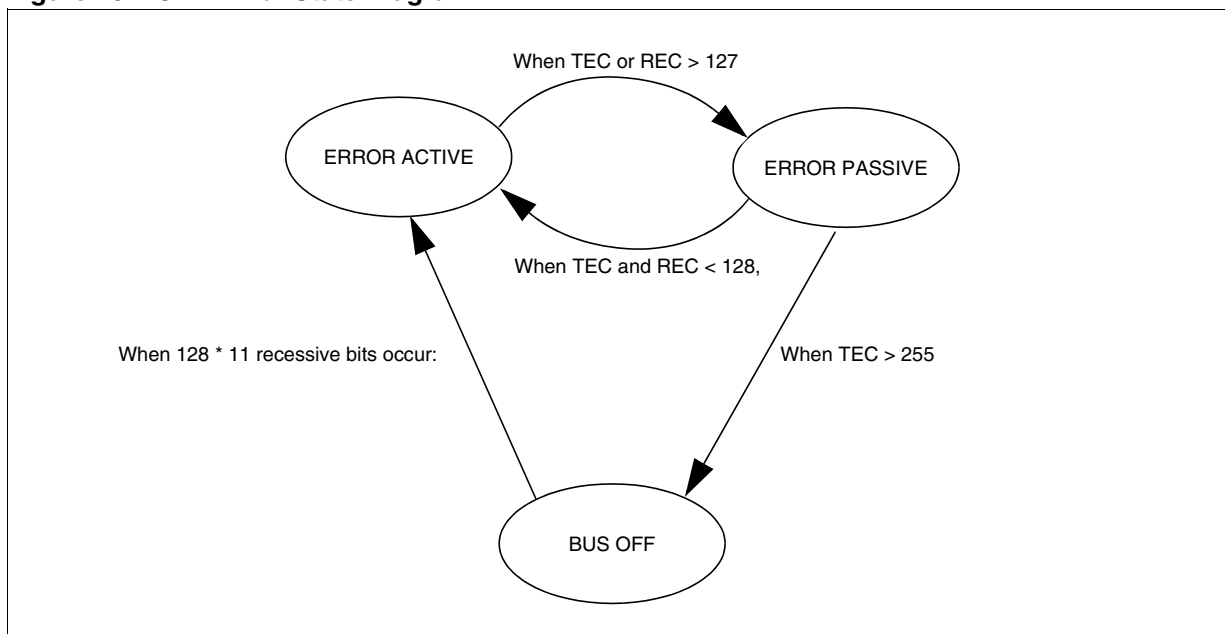 When TEC or REC > 127
ERROR ACTIVE
ERROR PASSIVE
When TEC and REC < 128,
When 128 * 11 recessive bits occur:
When TEC > 255
BUS OFF